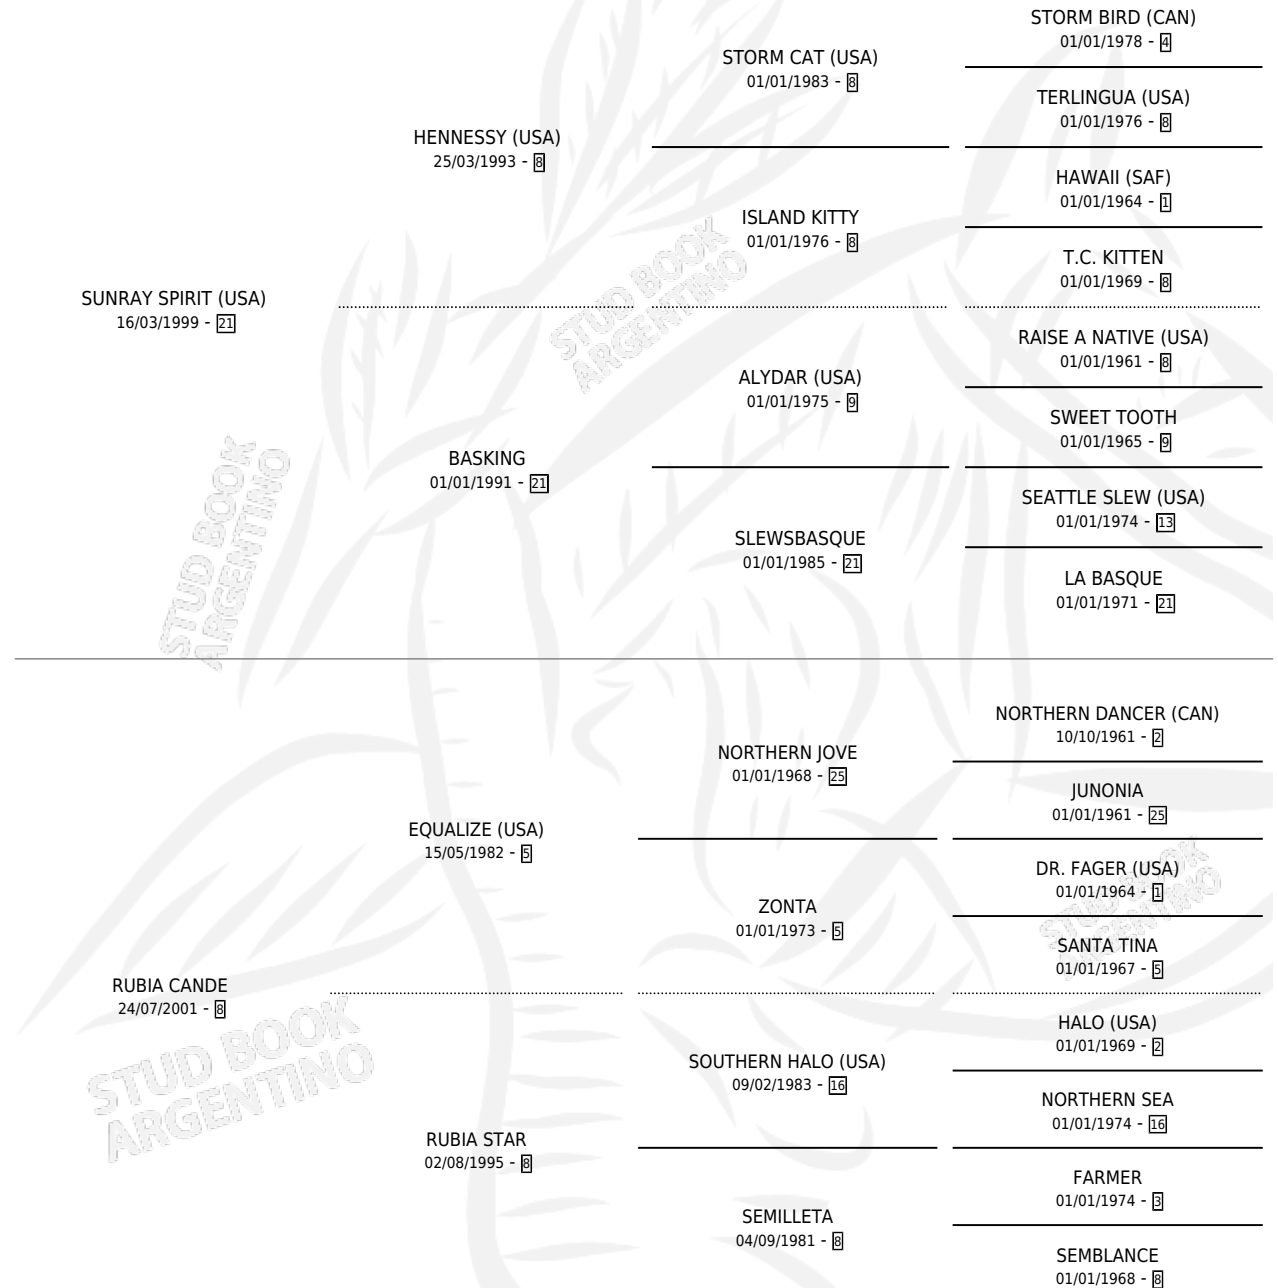 STORM BIRD (CAN)
01/01/1978 - 4
STORM CAT (USA)
01/01/1983 - 8
TERLINGUA (USA)
01/01/1976 - 8
HENNESSY (USA)
25/03/1993 - 8
HAWAII (SAF)
01/01/1964 - 1
ISLAND KITTY
01/01/1976 - 8
T.C. KITTEN
01/01/1969 - 8
SUNRAY SPIRIT (USA)
16/03/1999 - 21
RAISE A NATIVE (USA)
01/01/1961 - 8
ALYDAR (USA)
01/01/1975 - 9
SWEET TOOTH
01/01/1965 - 9
BASKING
01/01/1991 - 21
SEATTLE SLEW (USA)
01/01/1974 - 13
SLEWSBASQUE
01/01/1985 - 21
LA BASQUE
01/01/1971 - 21
NORTHERN DANCER (CAN)
10/10/1961 - 2
NORTHERN JOVE
01/01/1968 - 25
JUNONIA
01/01/1961 - 25
EQUALIZE (USA)
15/05/1982 - 5
DR. FAGER (USA)
01/01/1964 - 1
ZONTA
01/01/1973 - 5
SANTA TINA
01/01/1967 - 5
RUBIA CANDE
24/07/2001 - 8
HALO (USA)
01/01/1969 - 2
SOUTHERN HALO (USA)
09/02/1983 - 16
NORTHERN SEA
01/01/1974 - 16
RUBIA STAR
02/08/1995 - 8
FARMER
01/01/1974 - 3
SEMILLETA
04/09/1981 - 8
SEMBLANCE
01/01/1968 - 8
STUD BOOK
ARGENTINO
STUD BOOK
ARGENTINO
STUD BOOK
ARGENTINO
STUD BOOK
ARGENTINO